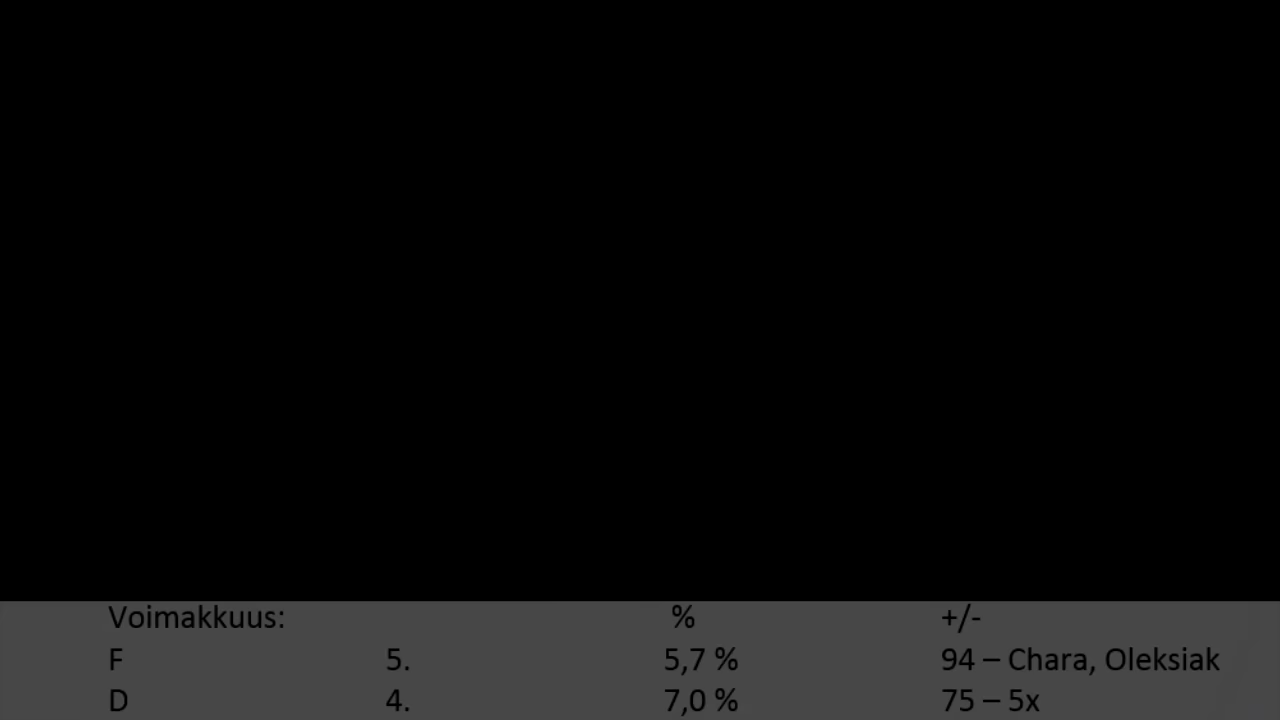 Voimakkuus: % +/-
F 5. 5,7 % 94 – Chara, Oleksiak
D 4. 7,0 % 75 – 5x